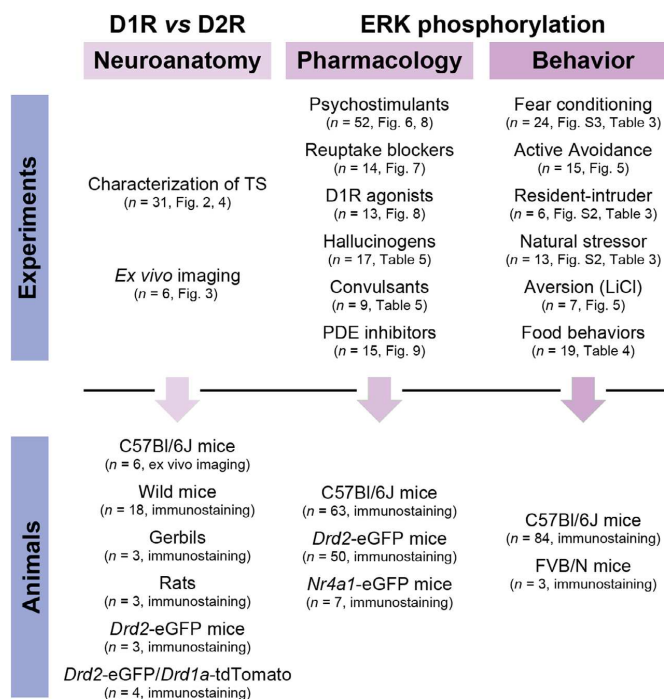 D1R vs D2R
ERK phosphorylation
Neuroanatomy
Pharmacology
Behavior
Experiments
Characterization of TS
(n = 31, Fig. 2, 4)
Ex vivo imaging
(n = 6, Fig. 3)
Psychostimulants
(n = 52, Fig. 6, 8)
Reuptake blockers
(n = 14, Fig. 7)
D1R agonists
(n = 13, Fig. 8)
Hallucinogens
(n = 17, Table 5)
Convulsants
(n = 9, Table 5)
PDE inhibitors
(n = 15, Fig. 9)
Fear conditioning
(n = 24, Fig. S3, Table 3)
Active Avoidance
(n = 15, Fig. 5)
Resident-intruder
(n = 6, Fig. S2, Table 3)
Natural stressor
(n = 13, Fig. S2, Table 3)
Aversion (LiCl)
(n = 7, Fig. 5)
Food behaviors
(n = 19, Table 4)
Animals
C57Bl/6J mice
(n = 6, ex vivo imaging)
Wild mice
(n = 18, immunostaining)
Gerbils
(n = 3, immunostaining)
Rats
(n = 3, immunostaining)
Drd2-eGFP mice
(n = 3, immunostaining)
Drd2-eGFP/Drd1a-tdTomato
(n = 4, immunostaining)
C57Bl/6J mice
(n = 63, immunostaining)
Drd2-eGFP mice
(n = 50, immunostaining)
Nr4a1-eGFP mice
(n = 7, immunostaining)
C57Bl/6J mice
(n = 84, immunostaining)
FVB/N mice
(n = 3, immunostaining)